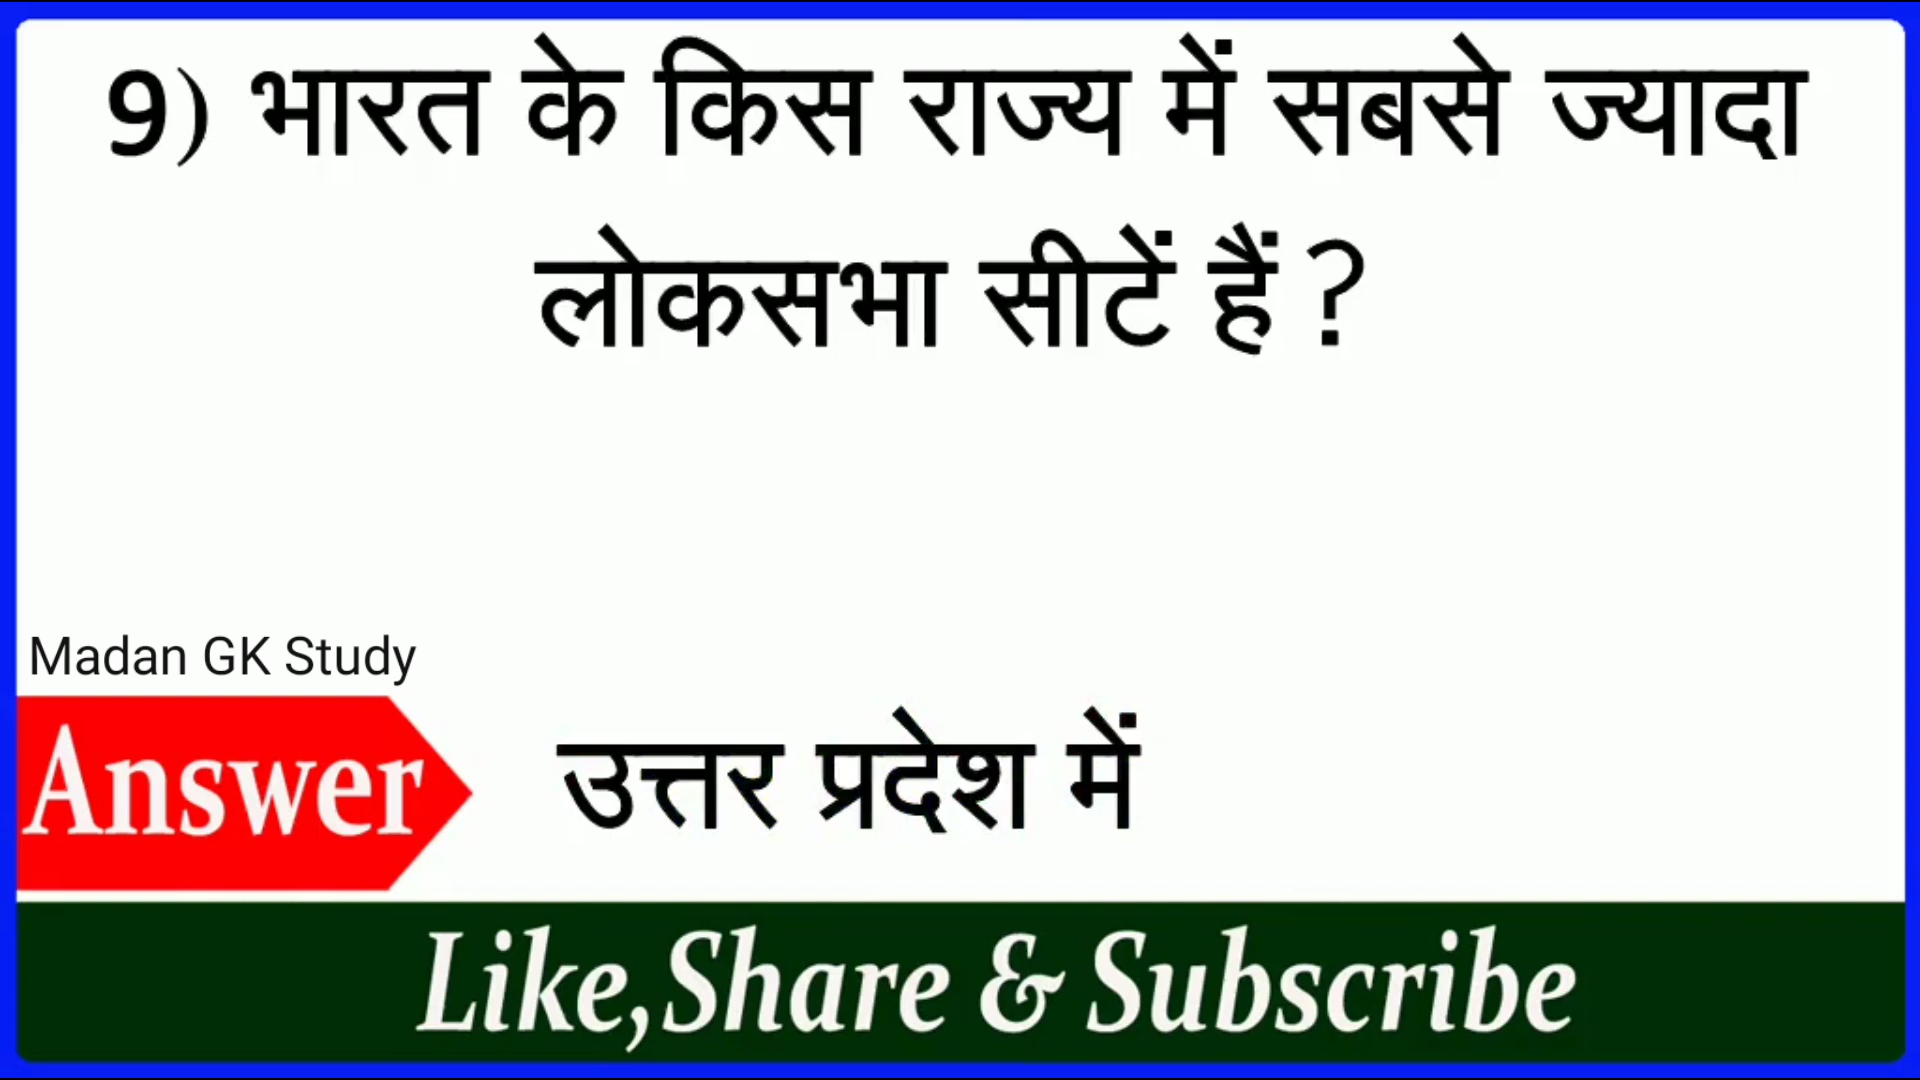 9) भारत के किस राज्य में सबसे ज्यादा
लोकसभा सीटें हैं ?
Madan GK Study
Answer उत्तर प्रदेश में
Like,Share & Subscribe